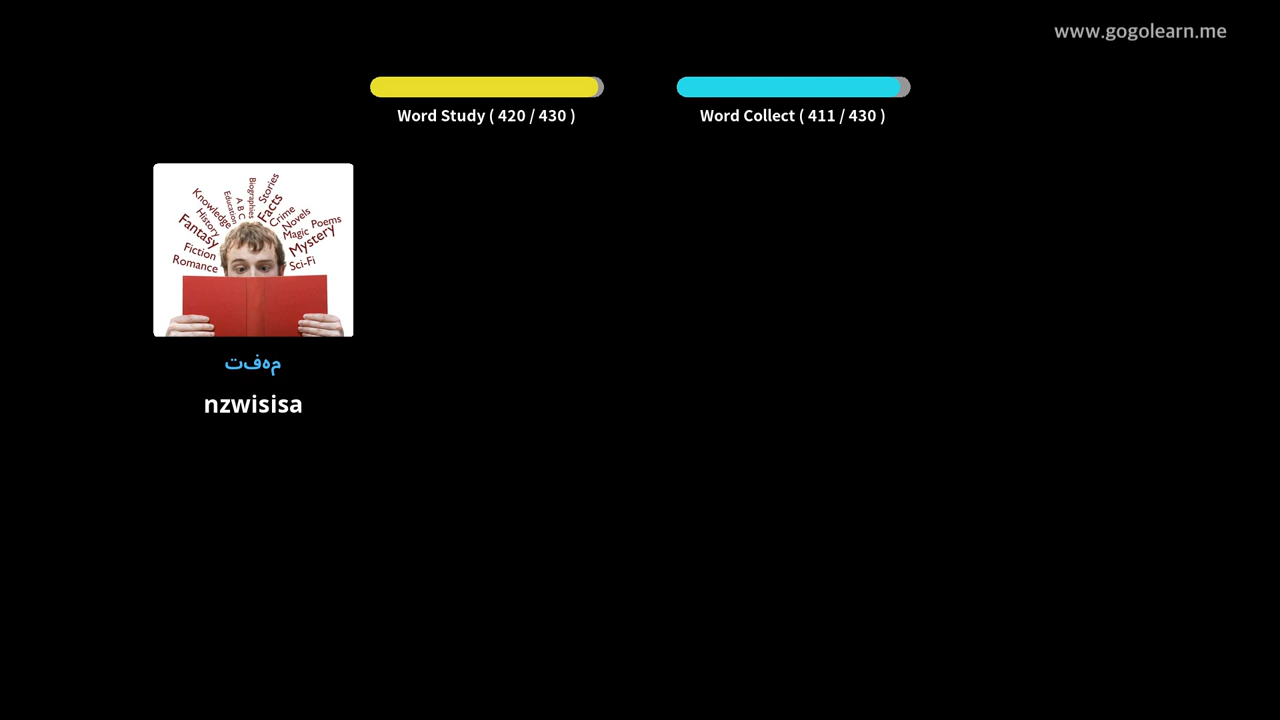 www.gogolearn.me
Word Study ( 420 / 430 )
Word Collect ( 411 / 430 )
Stories
Biographies
Facts
A B C
Education
Knowledge
Crime
Novels
History
Poems
Magic
Fantasy
Mystery
Fiction
Sci-Fi
Romance
مهفت
nzwisisa